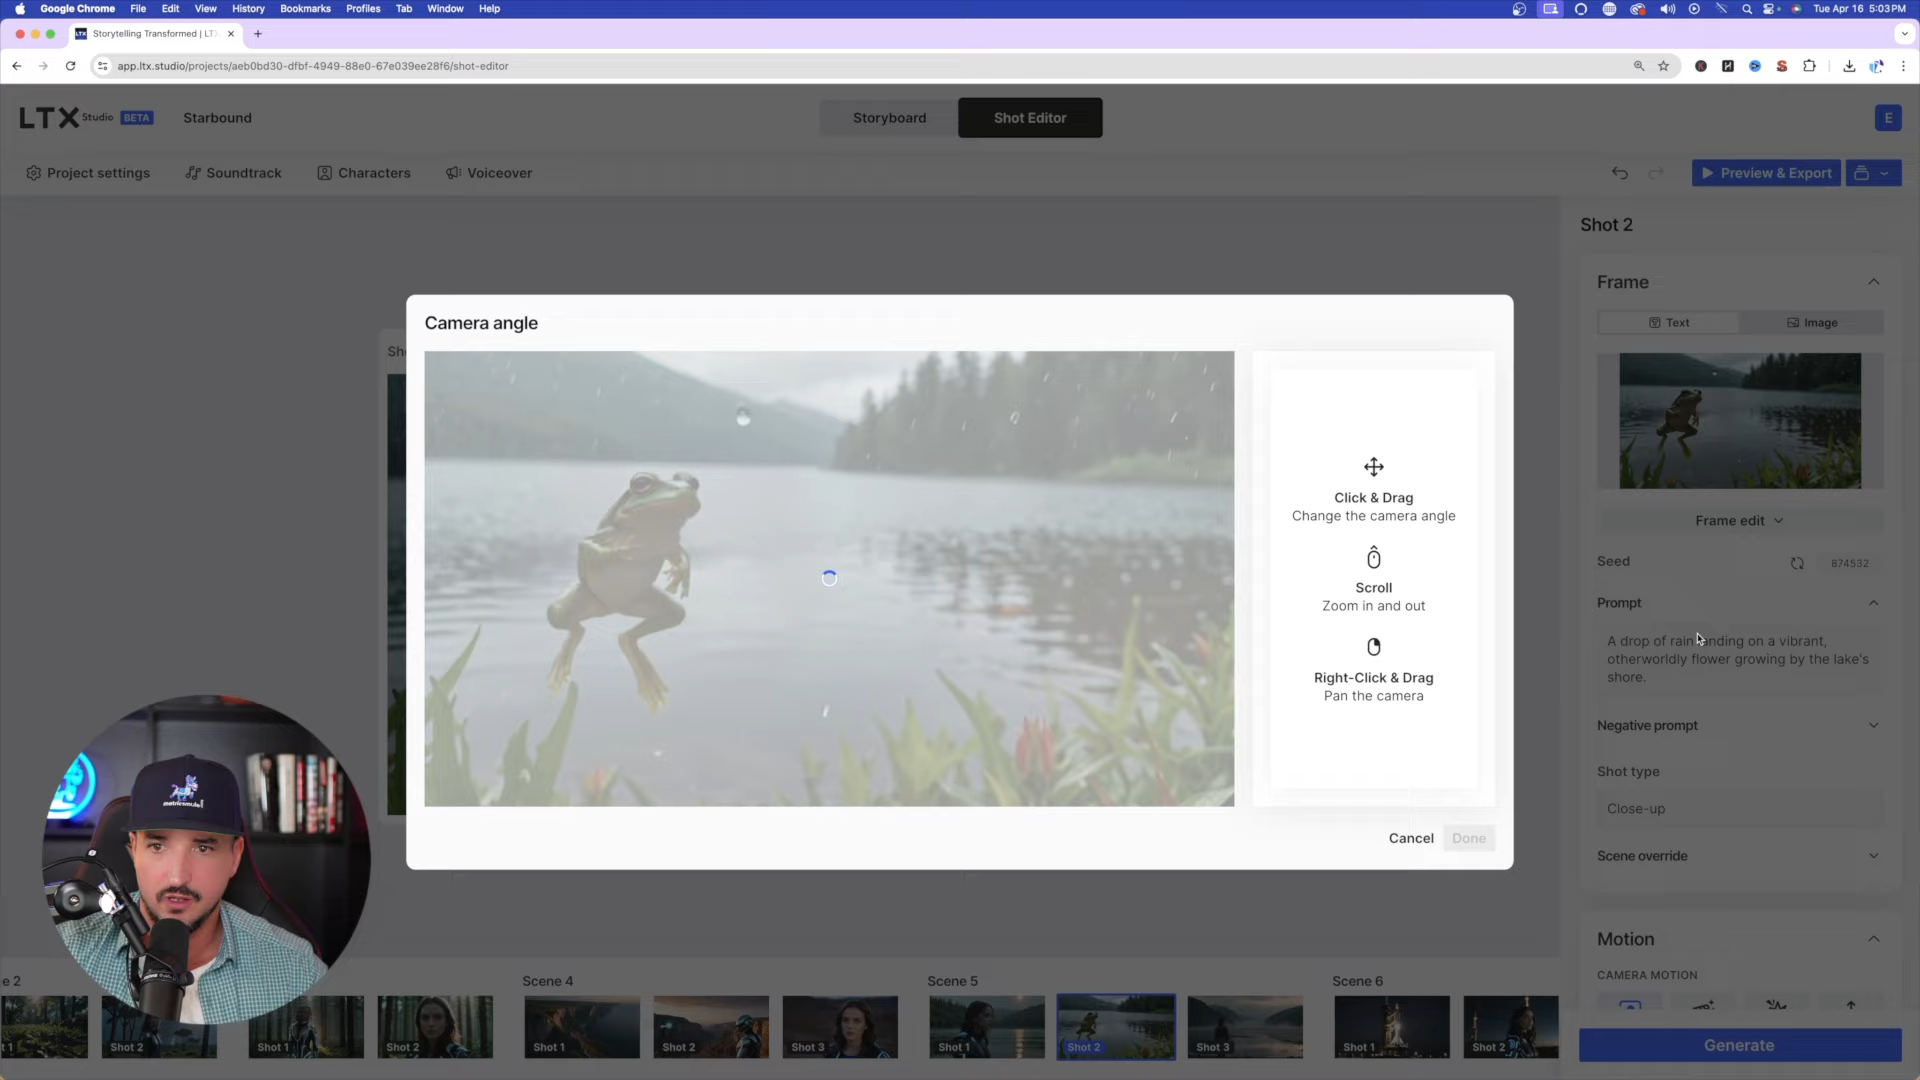 Google Chrome File Edit View History Bookmarks Profiles Tab Window Help
Tue Apr 16 5:03 PM
LTX Storytelling Transformed | LT
app.ltx.studio/projects/aeb0bd30-dfbf-4949-88e0-67e039ee28f6/shot-editor
LTX Studio BETA
Starbound
Storyboard
Shot Editor
E
Project settings
Soundtrack
Characters
Voiceover
Preview & Export
Shot 2
Frame
Text
Image
Frame edit
Seed
874532
Prompt
A drop of rain landing on a vibrant,
otherworldly flower growing by the lake's
shore.
Negative prompt
Shot type
Close-up
Scene override
Motion
CAMERA MOTION
Generate
Sh
Camera angle
Click & Drag
Change the camera angle
Scroll
Zoom in and out
Right-Click & Drag
Pan the camera
Cancel
Done
e 2
Scene 4
Scene 5
Scene 6
t 1
Shot 2
Shot 1
Shot 2
Shot 1
Shot 2
Shot 3
Shot 1
Shot 2
Shot 3
Shot 1
Shot 2